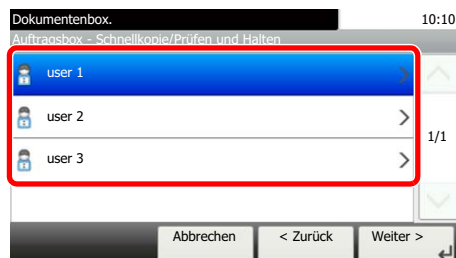 Dokumentenbox.
10:10
Auftragsbox - Schnellkopie/Prüfen und Halten
user 1
user 2
1/1
user 3
Abbrechen
< Zurück
Weiter >